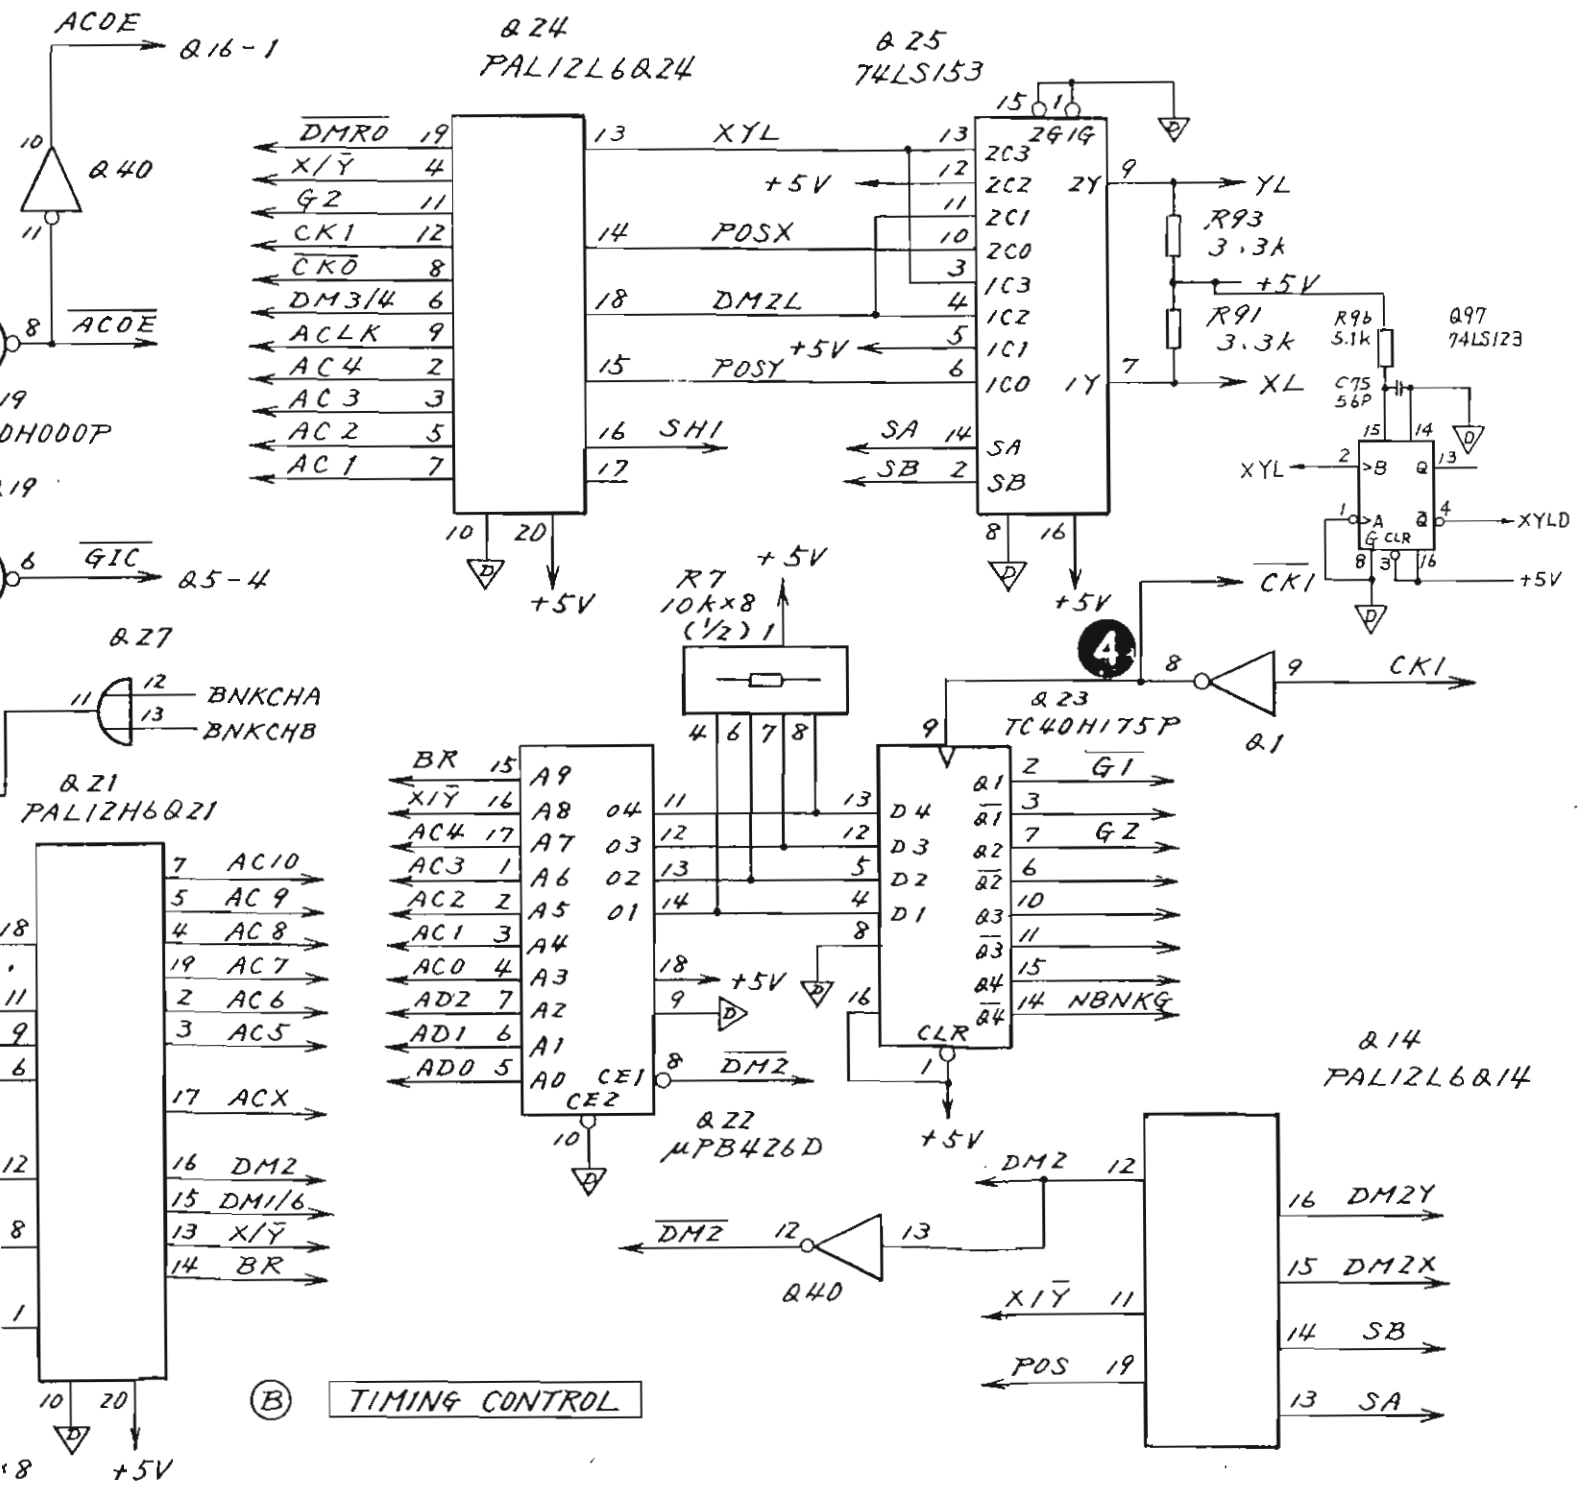 ACOE
Q16-1
10
Q40
11
8 A̅C̅O̅E̅
19
DH000P
Q19
6 G̅I̅C̅
Q5-4
Q24
PAL12L6Q24
D̅M̅R̅0̅ 19
X/Y̅ 4
G2 11
CK1 12
C̅K̅0̅ 8
DM3/4 6
ACLK 9
AC4 2
AC3 3
AC2 5
AC1 7
13 XYL
14 POSX
18 DM2L
15 POSY
16 SH1
17
10 20
D
+5V
Q25
74LS153
15 1
D
2G 1G
13 2C3
+5V 12 2C2
11 2C1
10 2C0
3 1C3
4 1C2
+5V 5 1C1
6 1C0
SA 14 SA
SB 2 SB
2Y 9 YL
R93
3.3k
+5V
R91
3.3k
1Y 7 XL
8 16
D
+5V
R96
5.1k
Q97
74LS123
C75
56P
D
15 14
XYL 2 >B
Q 13
1 >A
Q̅ 4 XYLD
G CLR
8 3 16
+5V
D
C̅K̅1̅
4
8 9 CK1
Q1
Q27
11 12 BNKCHA
13 BNKCHB
R7
10k×8
(1/2) 1
+5V
4 6 7 8
Q21
PAL12H6Q21
18
11
9
6
12
8
1
7 AC10
5 AC9
4 AC8
19 AC7
2 AC6
3 AC5
17 ACX
16 DM2
15 DM1/6
13 X/Y̅
14 BR
10 20
D
+5V
·8
BR 15 A9
X/Y̅ 16 A8
AC4 17 A7
AC3 1 A6
AC2 2 A5
AC1 3 A4
AC0 4 A3
AD2 7 A2
AD1 6 A1
AD0 5 A0
O4 11
O3 12
O2 13
O1 14
18 +5V
9 D
CE1 8 D̅M̅2̅
CE2
10
D
Q22
μPB426D
Q23
TC40H175P
9
13 D4
12 D3
5 D2
4 D1
8
D
16
Q1 2 G̅1̅
Q̅1̅ 3
Q2 7 G2
Q̅2̅ 6
Q3 10
Q̅3̅ 11
Q4 15
Q̅4̅ 14 NBNKG
CLR
1
+5V
Q14
PAL12L6Q14
DM2 12
D̅M̅2̅ 12 13
Q40
X/Y̅ 11
POS 19
16 DM2Y
15 DM2X
14 SB
13 SA
B TIMING CONTROL